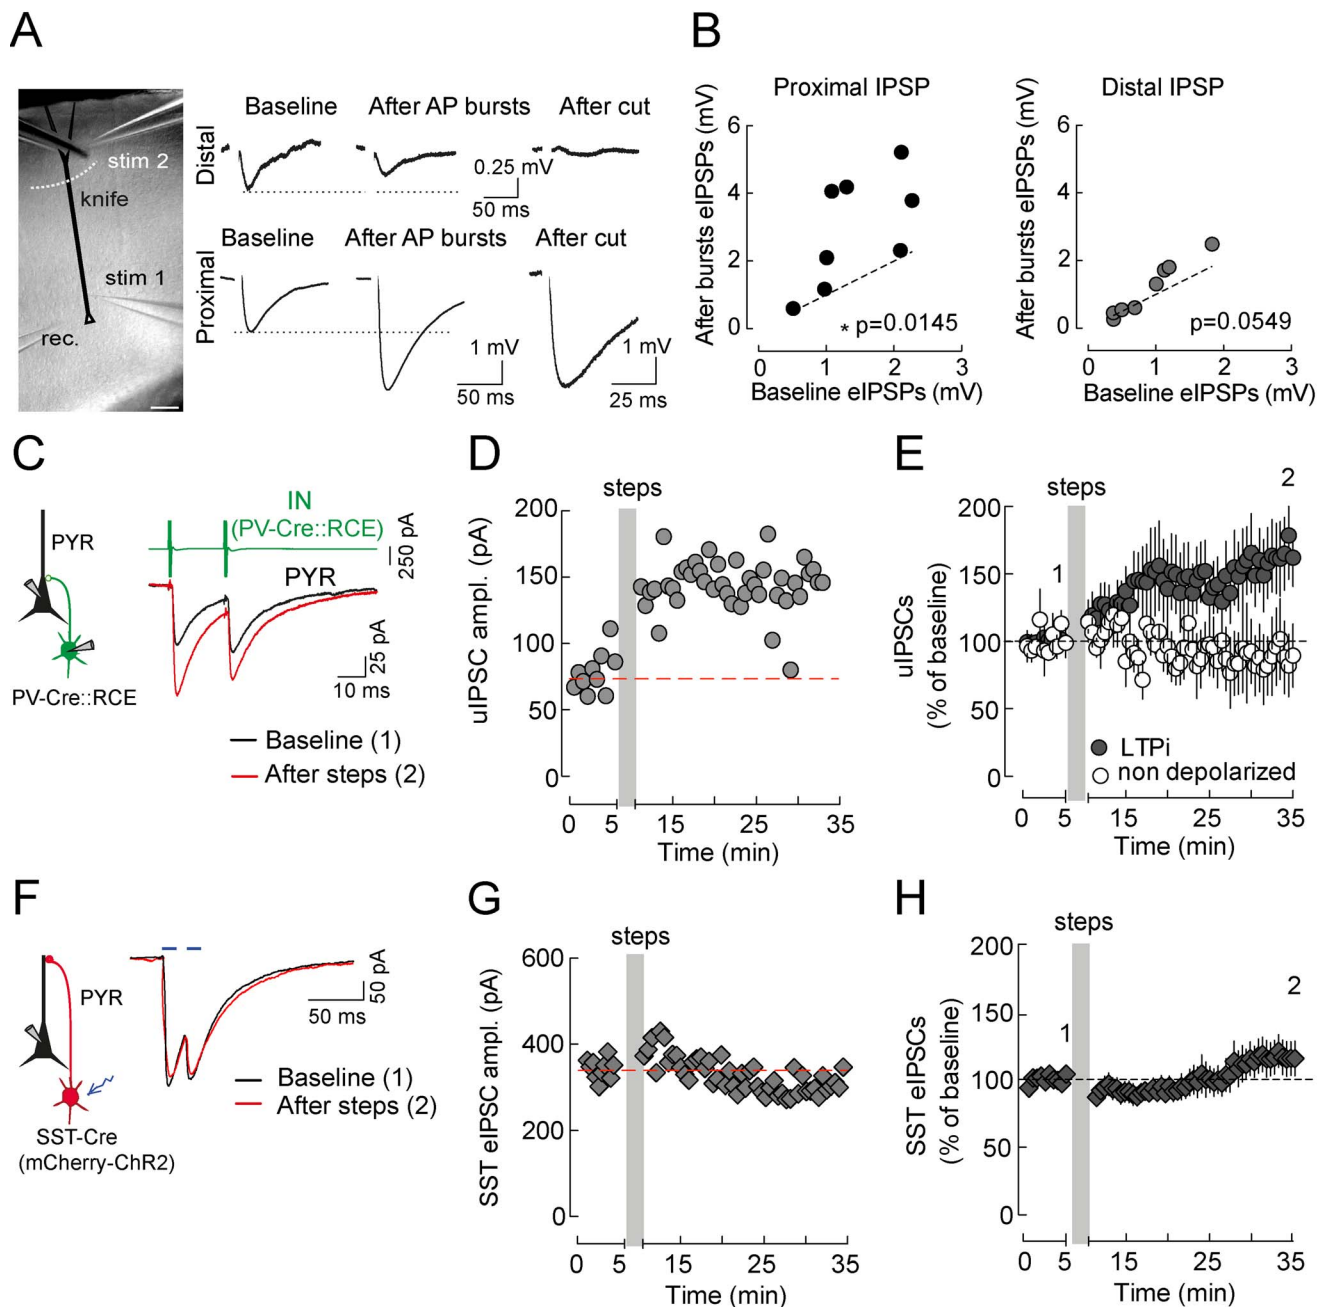 A
stim 2
knife
stim 1
rec.
Distal
Baseline
After AP bursts
After cut
0.25 mV
50 ms
Proximal
Baseline
After AP bursts
After cut
1 mV
50 ms
1 mV
25 ms
B
Proximal IPSP
After bursts eIPSPs (mV)
6
4
2
0
* p=0.0145
0 1 2 3
Baseline eIPSPs (mV)
Distal IPSP
After bursts eIPSPs (mV)
6
4
2
0
p=0.0549
0 1 2 3
Baseline eIPSPs (mV)
C
PYR
PV-Cre::RCE
IN
(PV-Cre::RCE)
250 pA
PYR
25 pA
10 ms
Baseline (1)
After steps (2)
D
steps
uIPSC ampl. (pA)
200
150
100
50
0
0 5 15 25 35
Time (min)
E
2
steps
1
uIPSCs
(% of baseline)
200
150
100
50
0
LTPi
non depolarized
0 5 15 25 35
Time (min)
F
PYR
SST-Cre
(mCherry-ChR2)
50 pA
50 ms
Baseline (1)
After steps (2)
G
steps
SST eIPSC ampl. (pA)
600
400
200
0
0 5 15 25 35
Time (min)
H
steps
2
1
SST eIPSCs
(% of baseline)
200
150
100
50
0
0 5 15 25 35
Time (min)